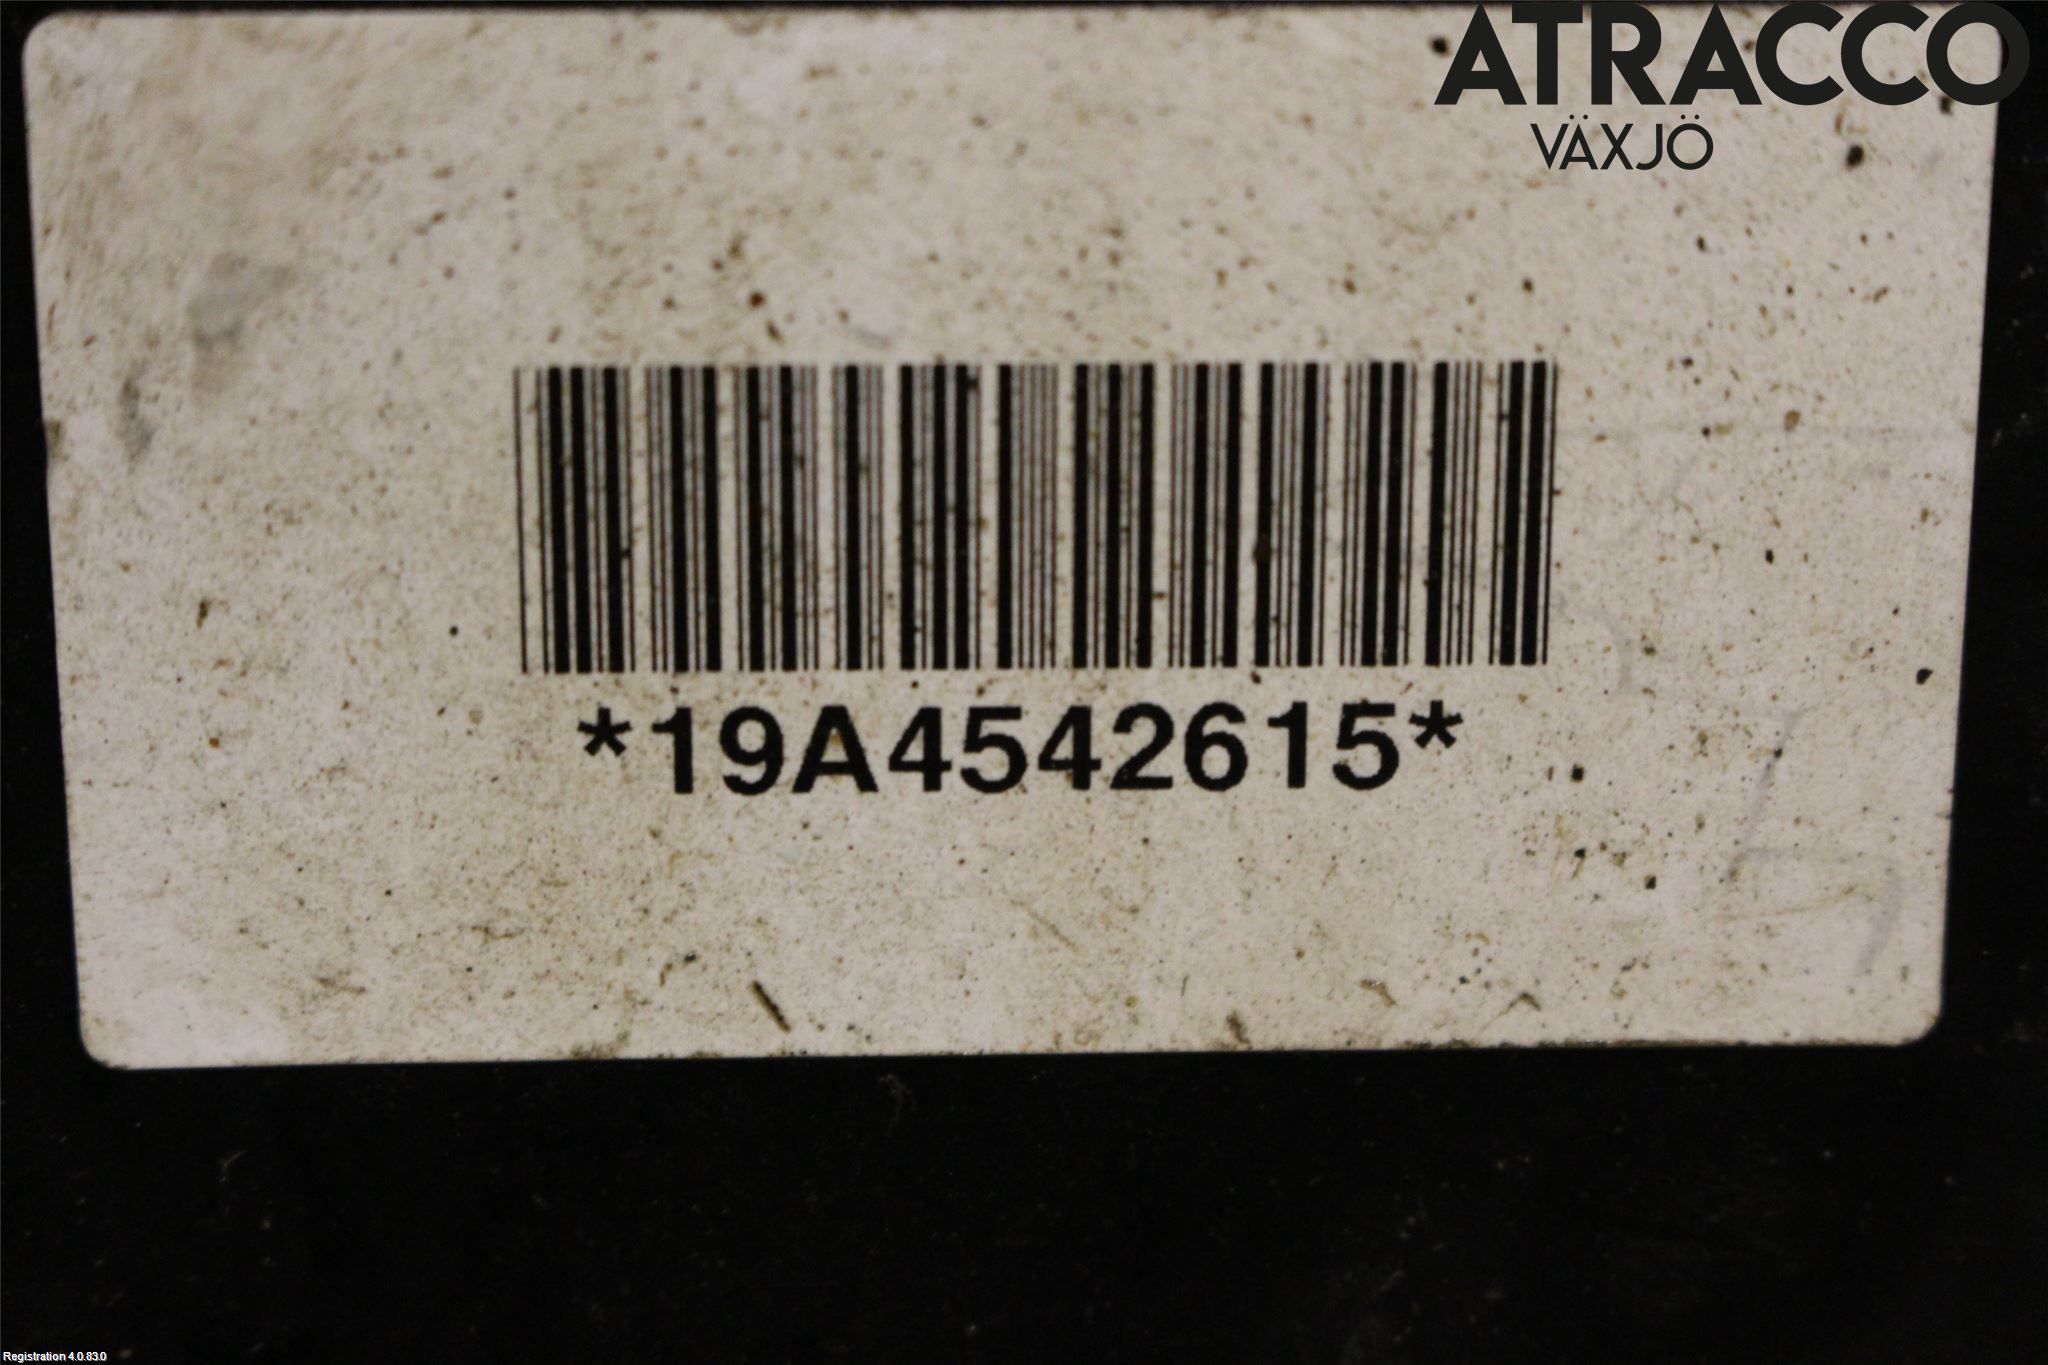 ATRACCO
VÄXJÖ
*19A4542615*
Registration 4.0.83.0